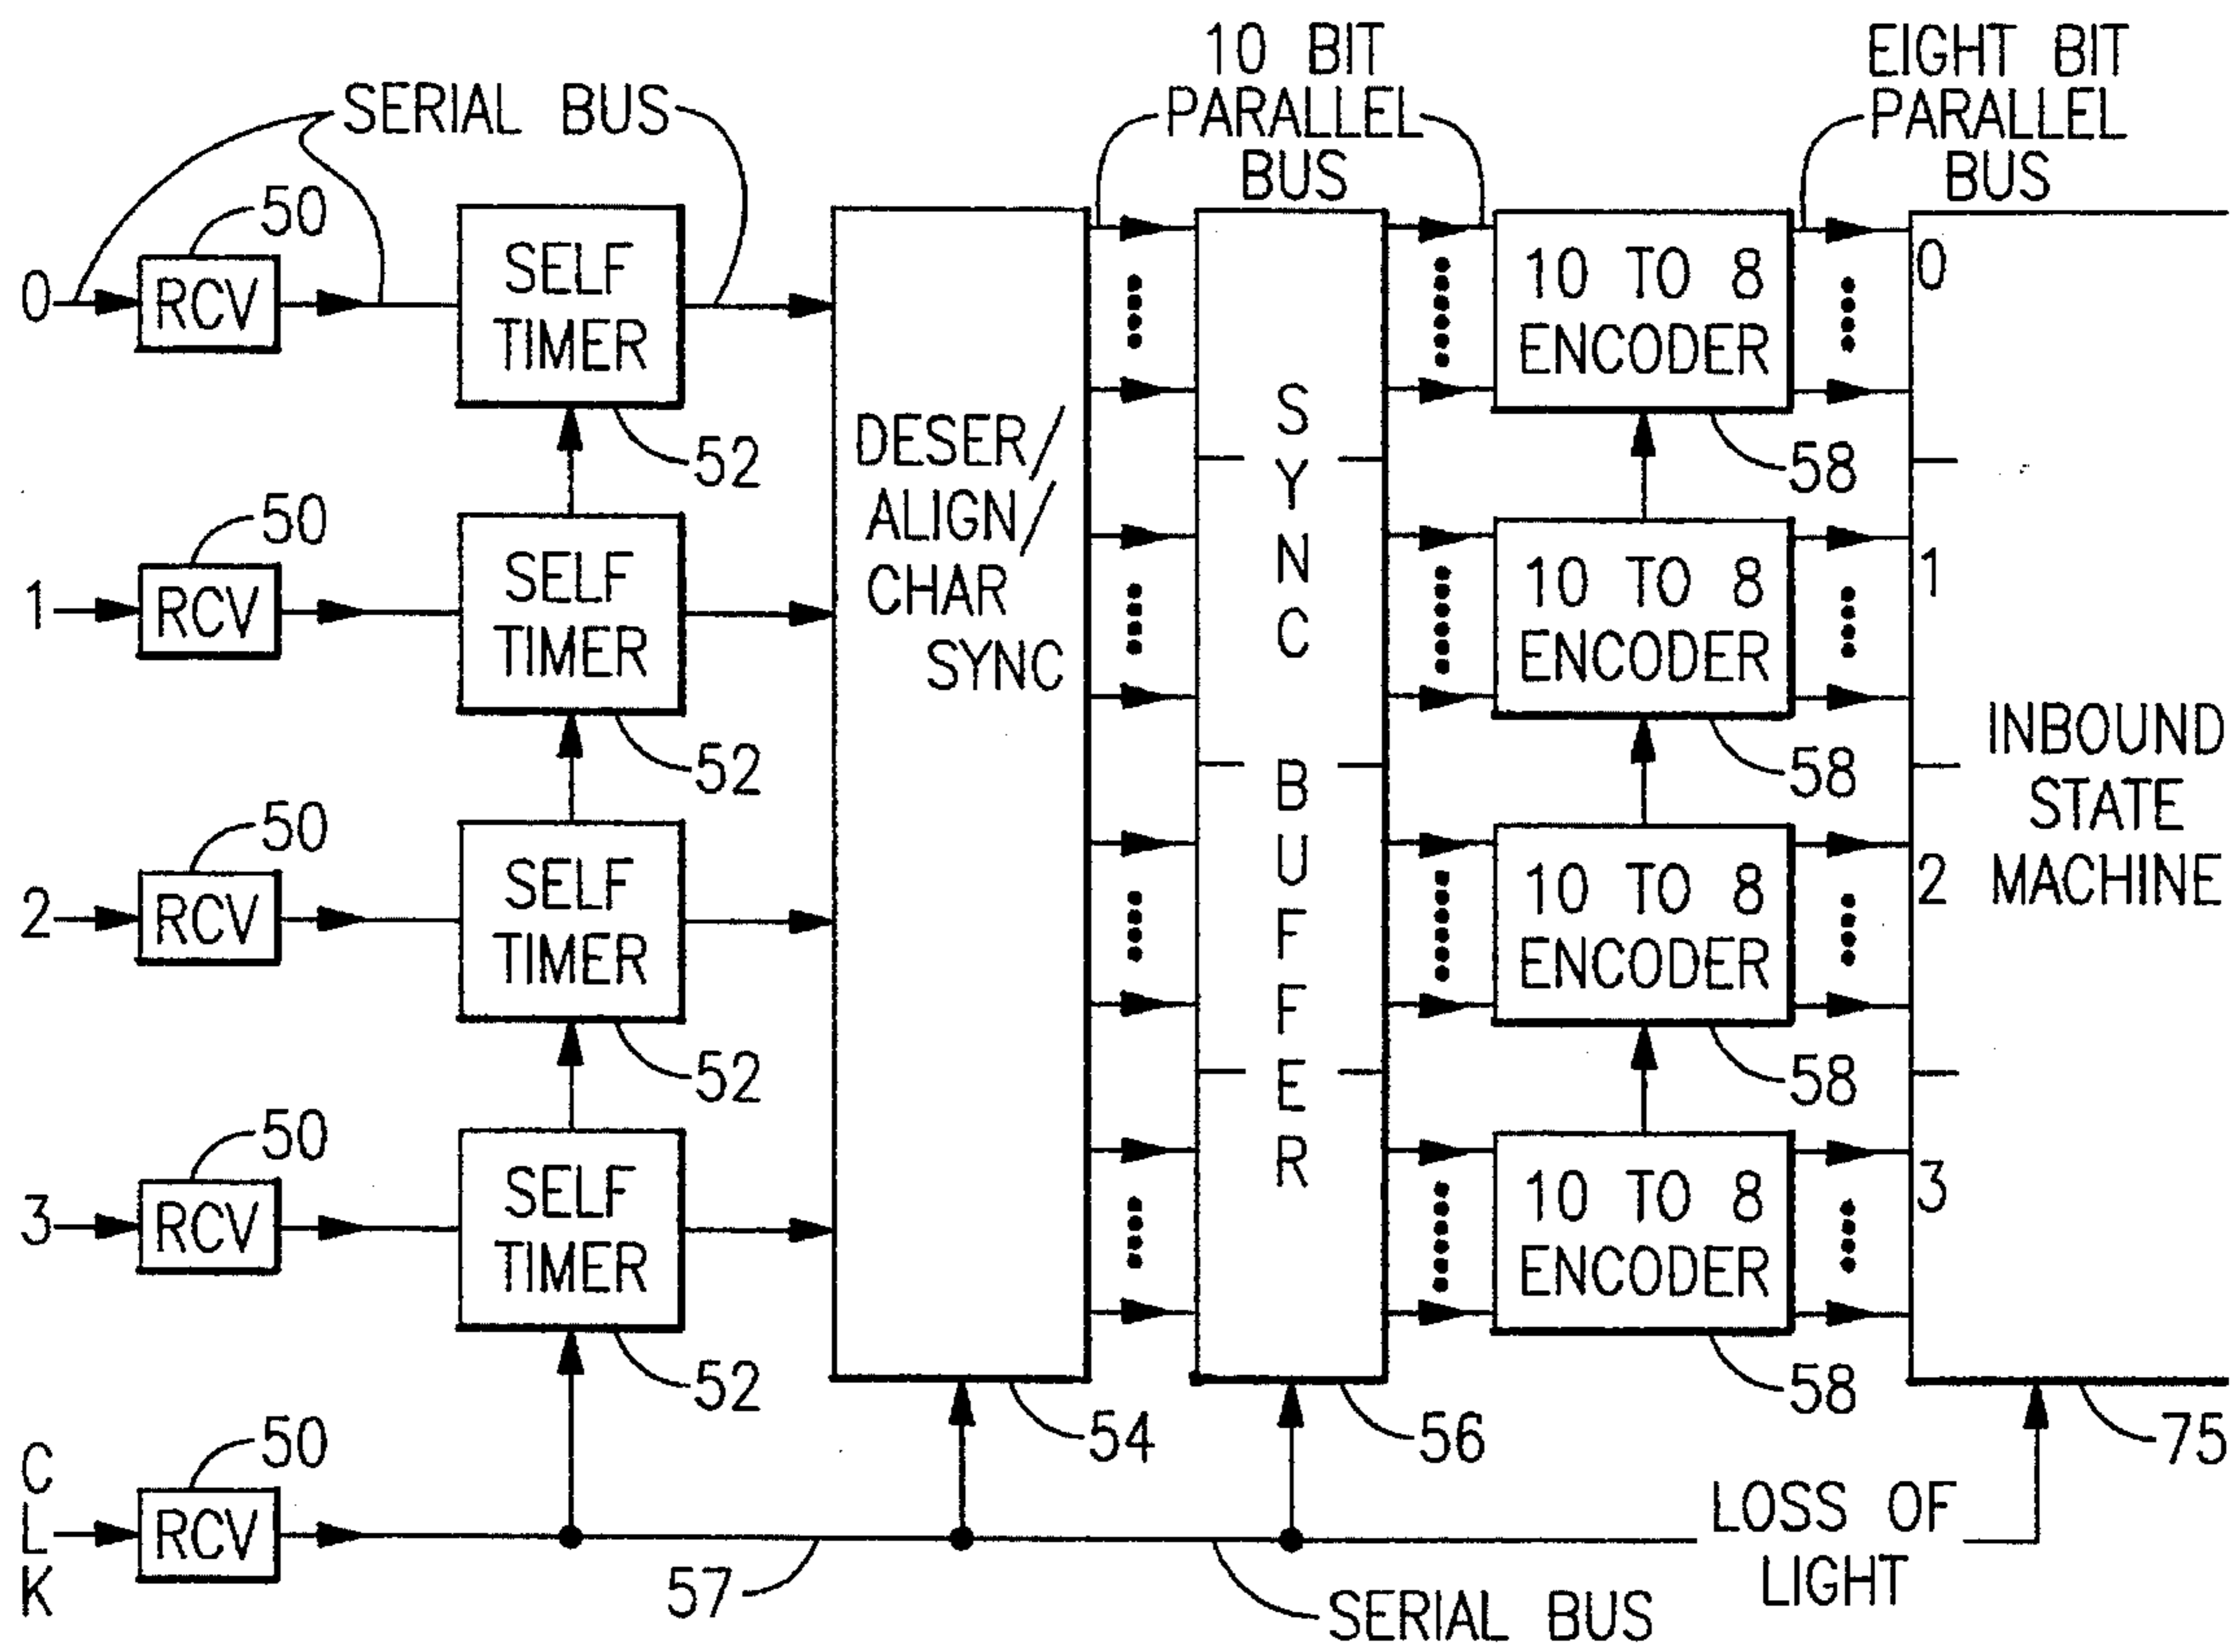 10 BIT
PARALLEL
BUS
EIGHT BIT
PARALLEL
BUS
SERIAL BUS
50
0
RCV
SELF
TIMER
52
10 TO 8
ENCODER
58
0
50
1
RCV
SELF
TIMER
52
10 TO 8
ENCODER
58
1
50
2
RCV
SELF
TIMER
52
10 TO 8
ENCODER
58
2
50
3
RCV
SELF
TIMER
52
10 TO 8
ENCODER
58
3
DESER/
ALIGN/
CHAR
SYNC
54
SYNC BUFFER
56
INBOUND
STATE
MACHINE
75
CLK
50
RCV
57
SERIAL BUS
LOSS OF
LIGHT